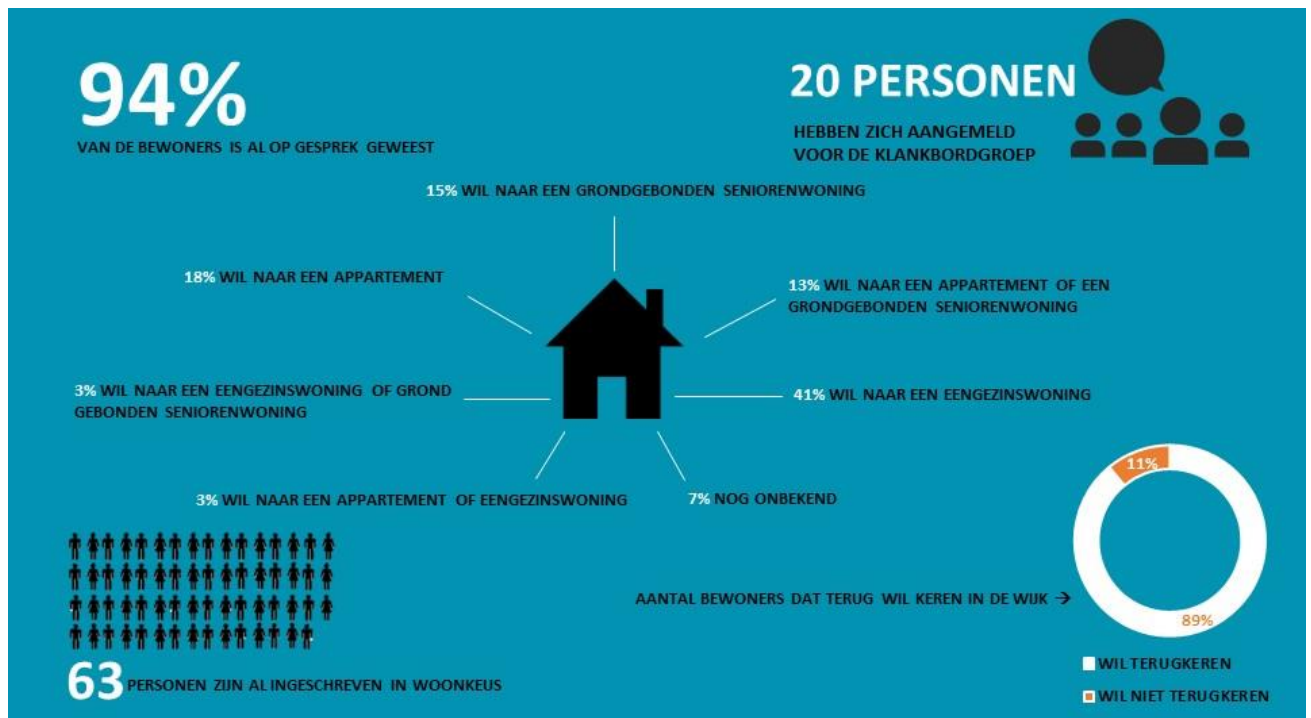 94%
VAN DE BEWONERS IS AL OP GESPREK GEWEEST
20 PERSONEN
HEBBEN ZICH AANGEMELD
VOOR DE KLANKBORDGROEP
15% WIL NAAR EEN GRONDGEBONDEN SENIORENWONING
18% WIL NAAR EEN APPARTEMENT
13% WIL NAAR EEN APPARTEMENT OF EEN
GRONDGEBONDEN SENIORENWONING
3% WIL NAAR EEN EENGEZINSWONING OF GROND
GEBONDEN SENIORENWONING
41% WIL NAAR EEN EENGEZINSWONING
3% WIL NAAR EEN APPARTEMENT OF EENGEZINSWONING
7% NOG ONBEKEND
11%
AANTAL BEWONERS DAT TERUG WIL KEREN IN DE WIJK →
89%
WIL TERUGKEREN
WIL NIET TERUGKEREN
63 PERSONEN ZIJN AL INGESCHREVEN IN WOONKEUS